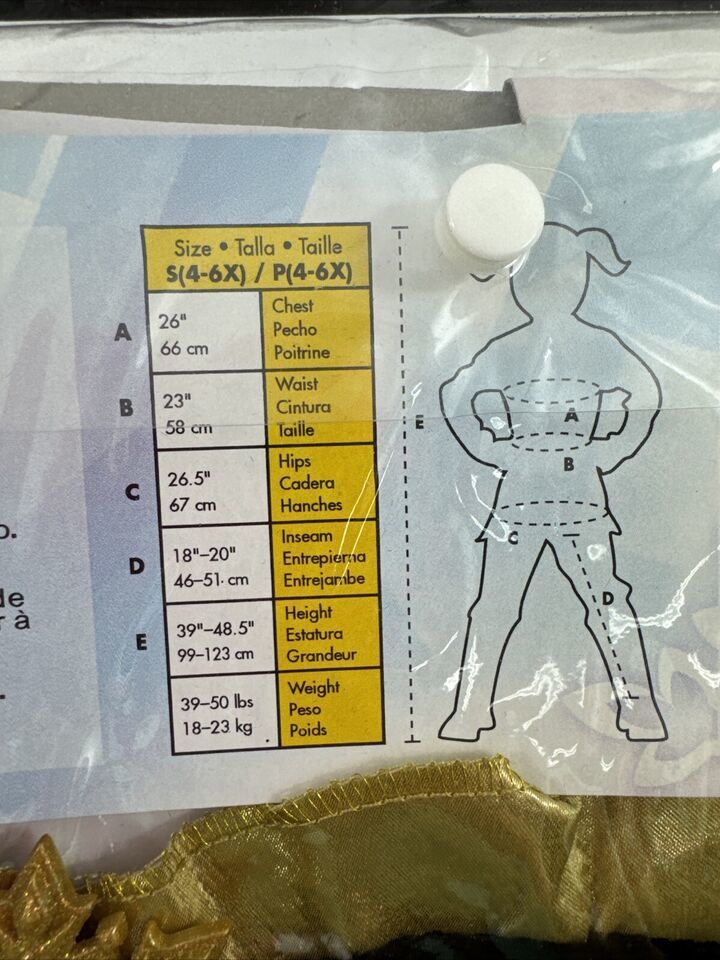 Size • Talla • Taille
S(4-6X) / P(4-6X)
A
26"
66 cm
Chest
Pecho
Poitrine
B
23"
58 cm
Waist
Cintura
Taille
C
26.5"
67 cm
Hips
Cadera
Hanches
D
18"–20"
46–51 cm
Inseam
Entrepierna
Entrejambe
E
39"–48.5"
99–123 cm
Height
Estatura
Grandeur
39–50 lbs
18–23 kg
Weight
Peso
Poids
E
A
B
C
D
r à